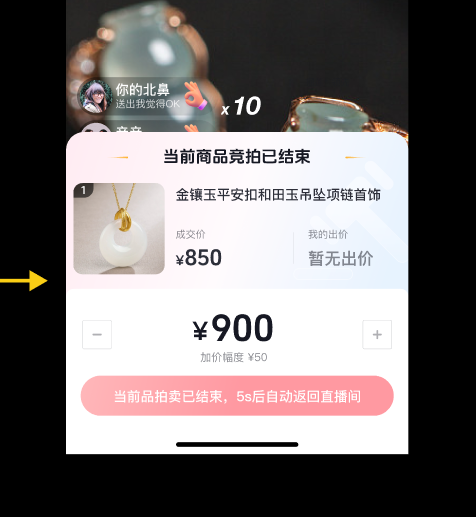 你的北鼻
送出我觉得OK
x 10
音音
当前商品竞拍已结束
1
金镶玉平安扣和田玉吊坠项链首饰
成交价
我的出价
¥850
暂无出价
¥900
加价幅度 ¥50
当前品拍卖已结束，5s后自动返回直播间